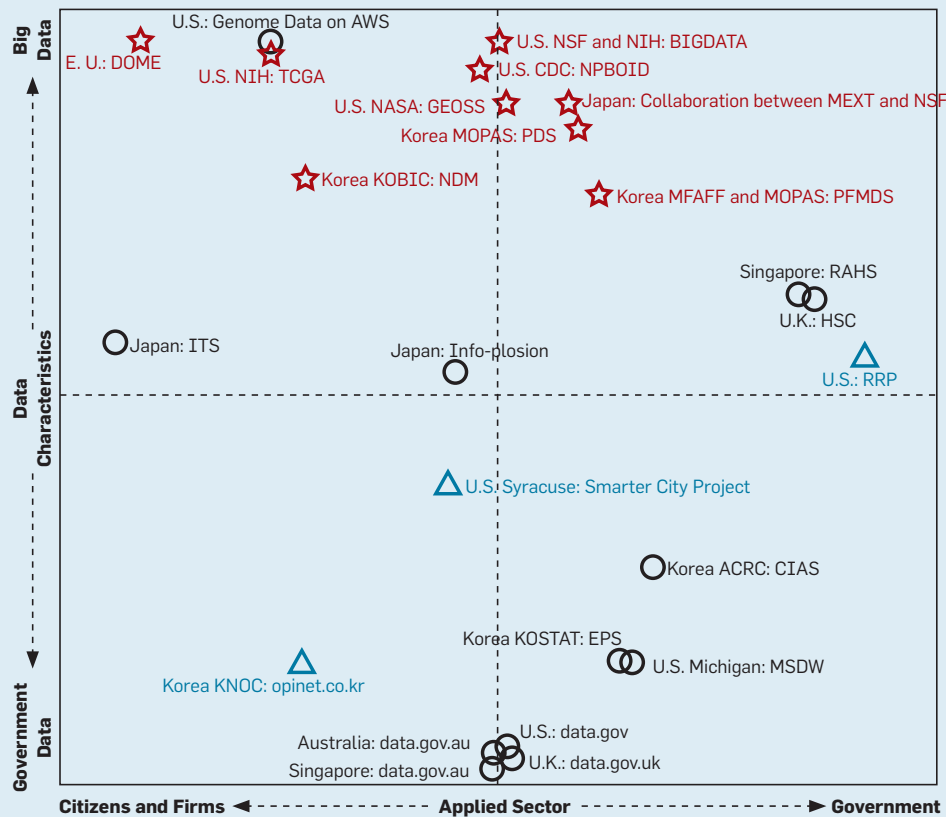 Big
Data
U.S.: Genome Data on AWS
E. U.: DOME
U.S. NIH: TCGA
U.S. NSF and NIH: BIGDATA
U.S. CDC: NPBOID
U.S. NASA: GEOSS
Japan: Collaboration between MEXT and NSF
Korea MOPAS: PDS
Korea KOBIC: NDM
Korea MFAFF and MOPAS: PFMDS
Singapore: RAHS
U.K.: HSC
Japan: ITS
Japan: Info-plosion
U.S.: RRP
Data
Characteristics
U.S. Syracuse: Smarter City Project
Korea ACRC: CIAS
Korea KOSTAT: EPS
U.S. Michigan: MSDW
Korea KNOC: opinet.co.kr
Government
Data
U.S.: data.gov
Australia: data.gov.au
U.K.: data.gov.uk
Singapore: data.gov.au
Citizens and Firms
Applied Sector
Government